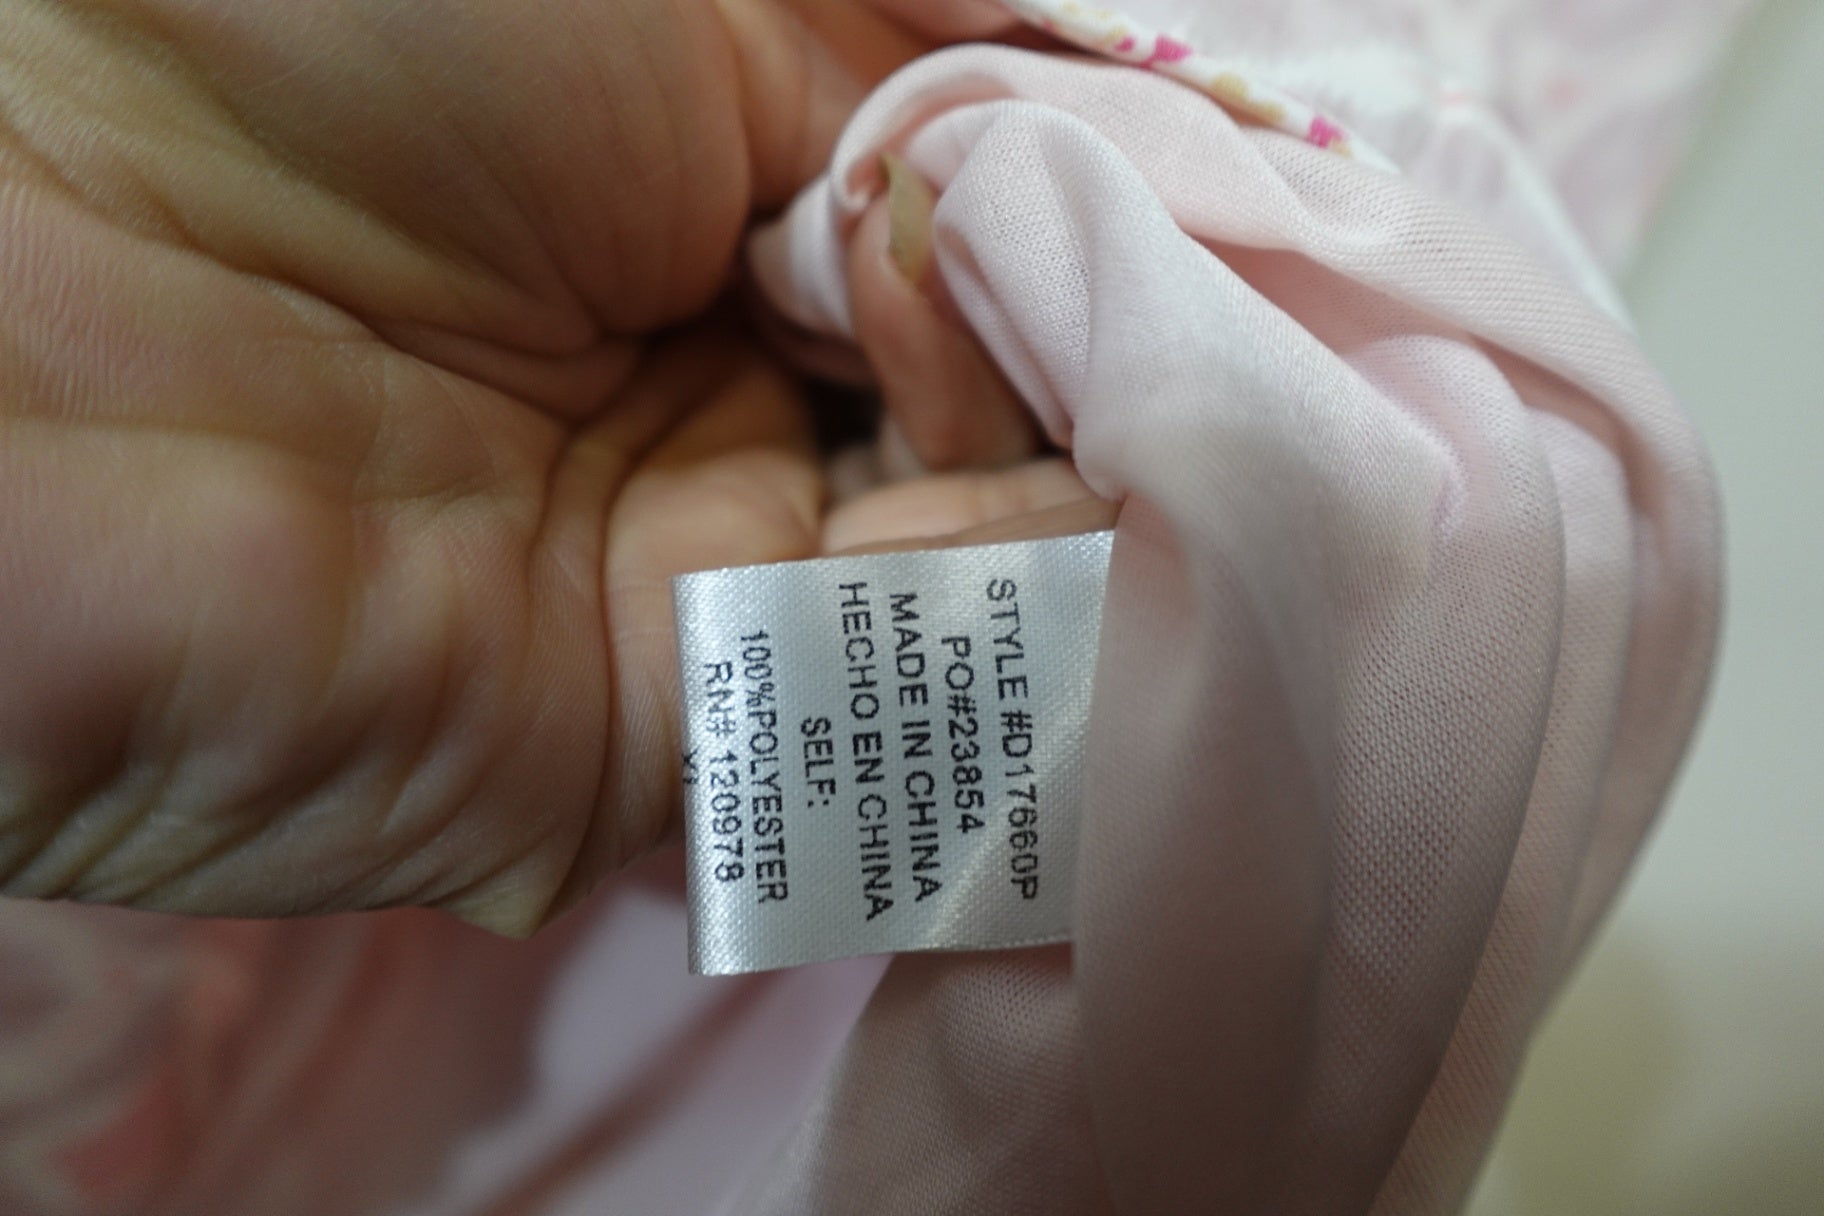 STYLE #D17660P
PO#23854
MADE IN CHINA
HECHO EN CHINA
SELF:
100%POLYESTER
RN# 120978